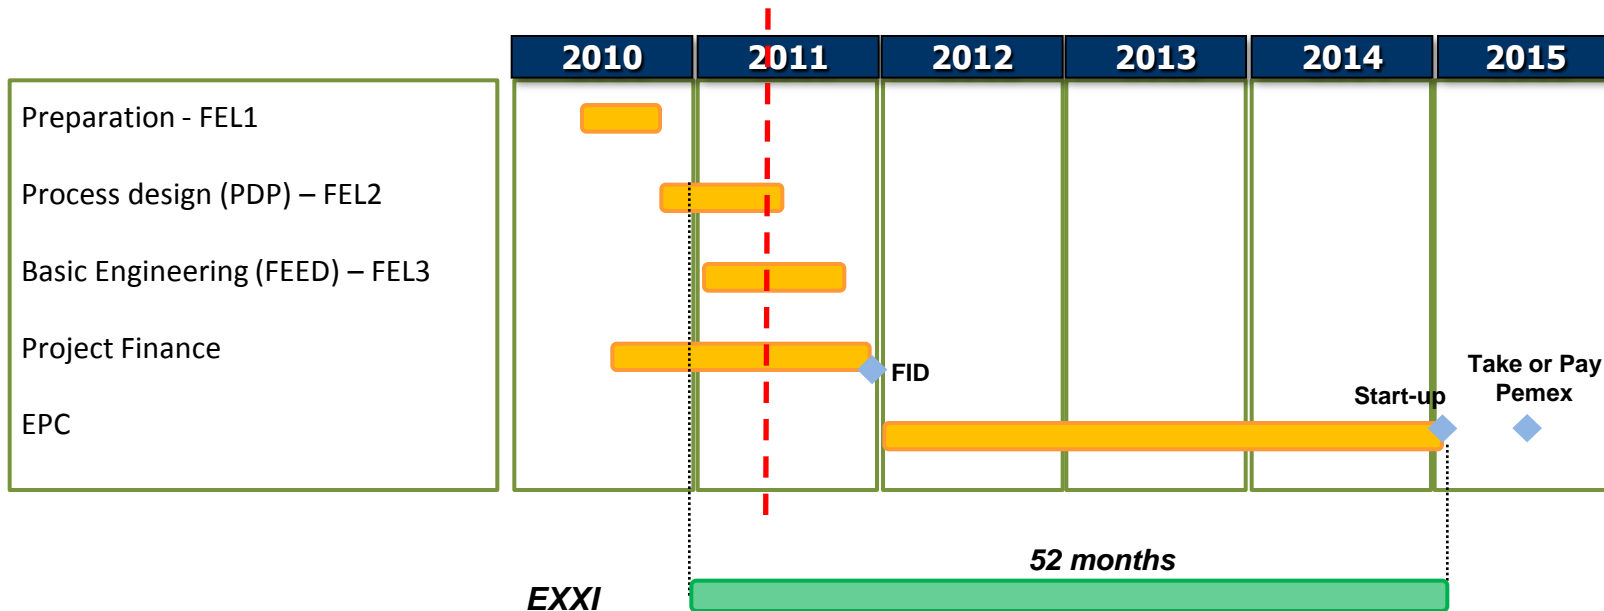 2010 2011 2012 2013 2014 2015
Preparation - FEL1
Process design (PDP) – FEL2
Basic Engineering (FEED) – FEL3
Project Finance
FID
EPC
Start-up
Take or Pay
Pemex
52 months
EXXI